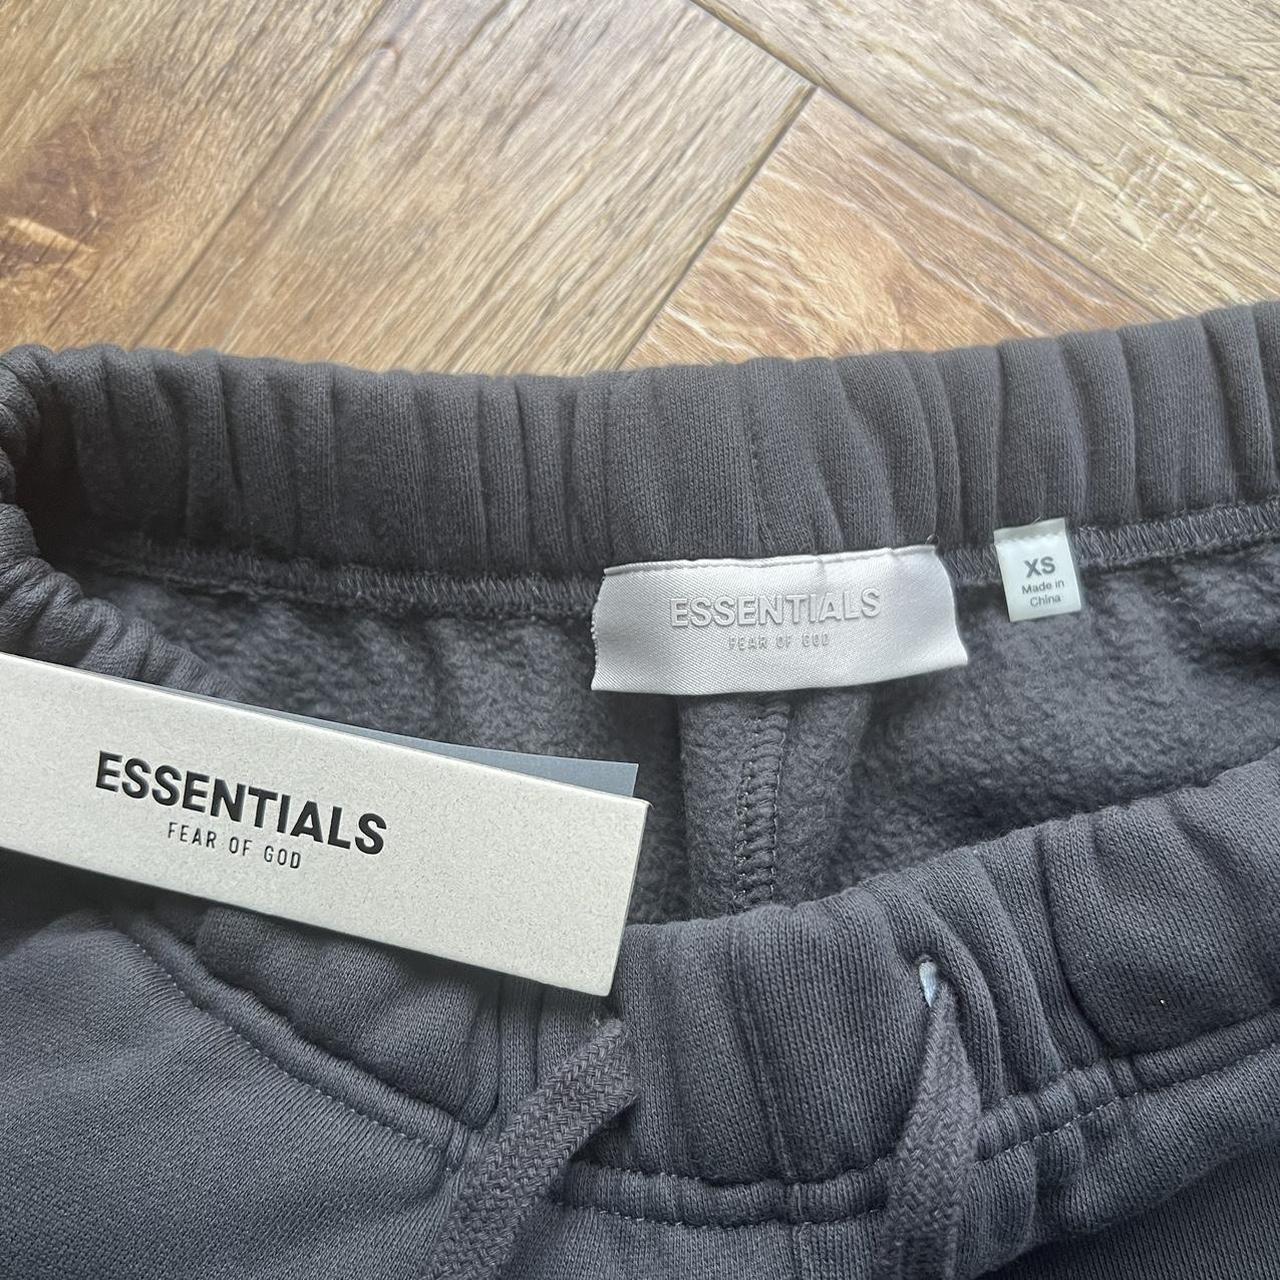 ESSENTIALS
FEAR OF GOD
XS
Made in
China
ESSENTIALS
FEAR OF GOD